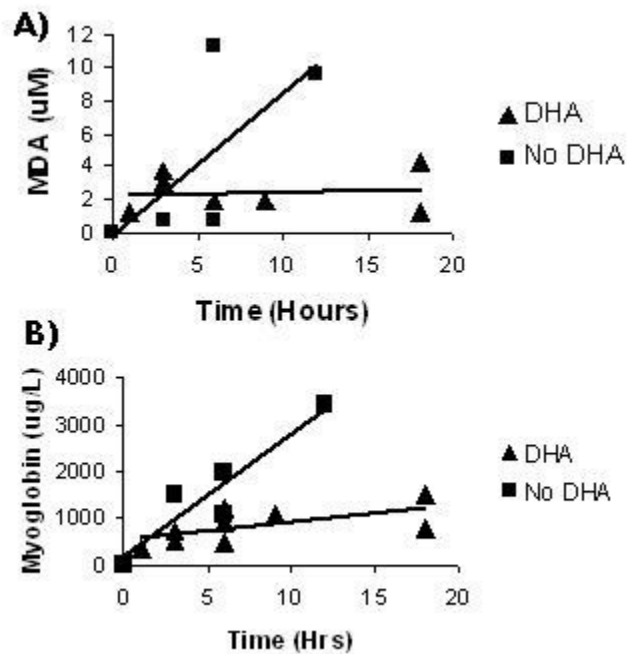 A)
MDA (uM)
12
10
8
6
4
2
0
0 5 10 15 20
Time (Hours)
DHA
No DHA
B)
Myoglobin (ug/L)
4000
3000
2000
1000
0
0 5 10 15 20
Time (Hrs)
DHA
No DHA